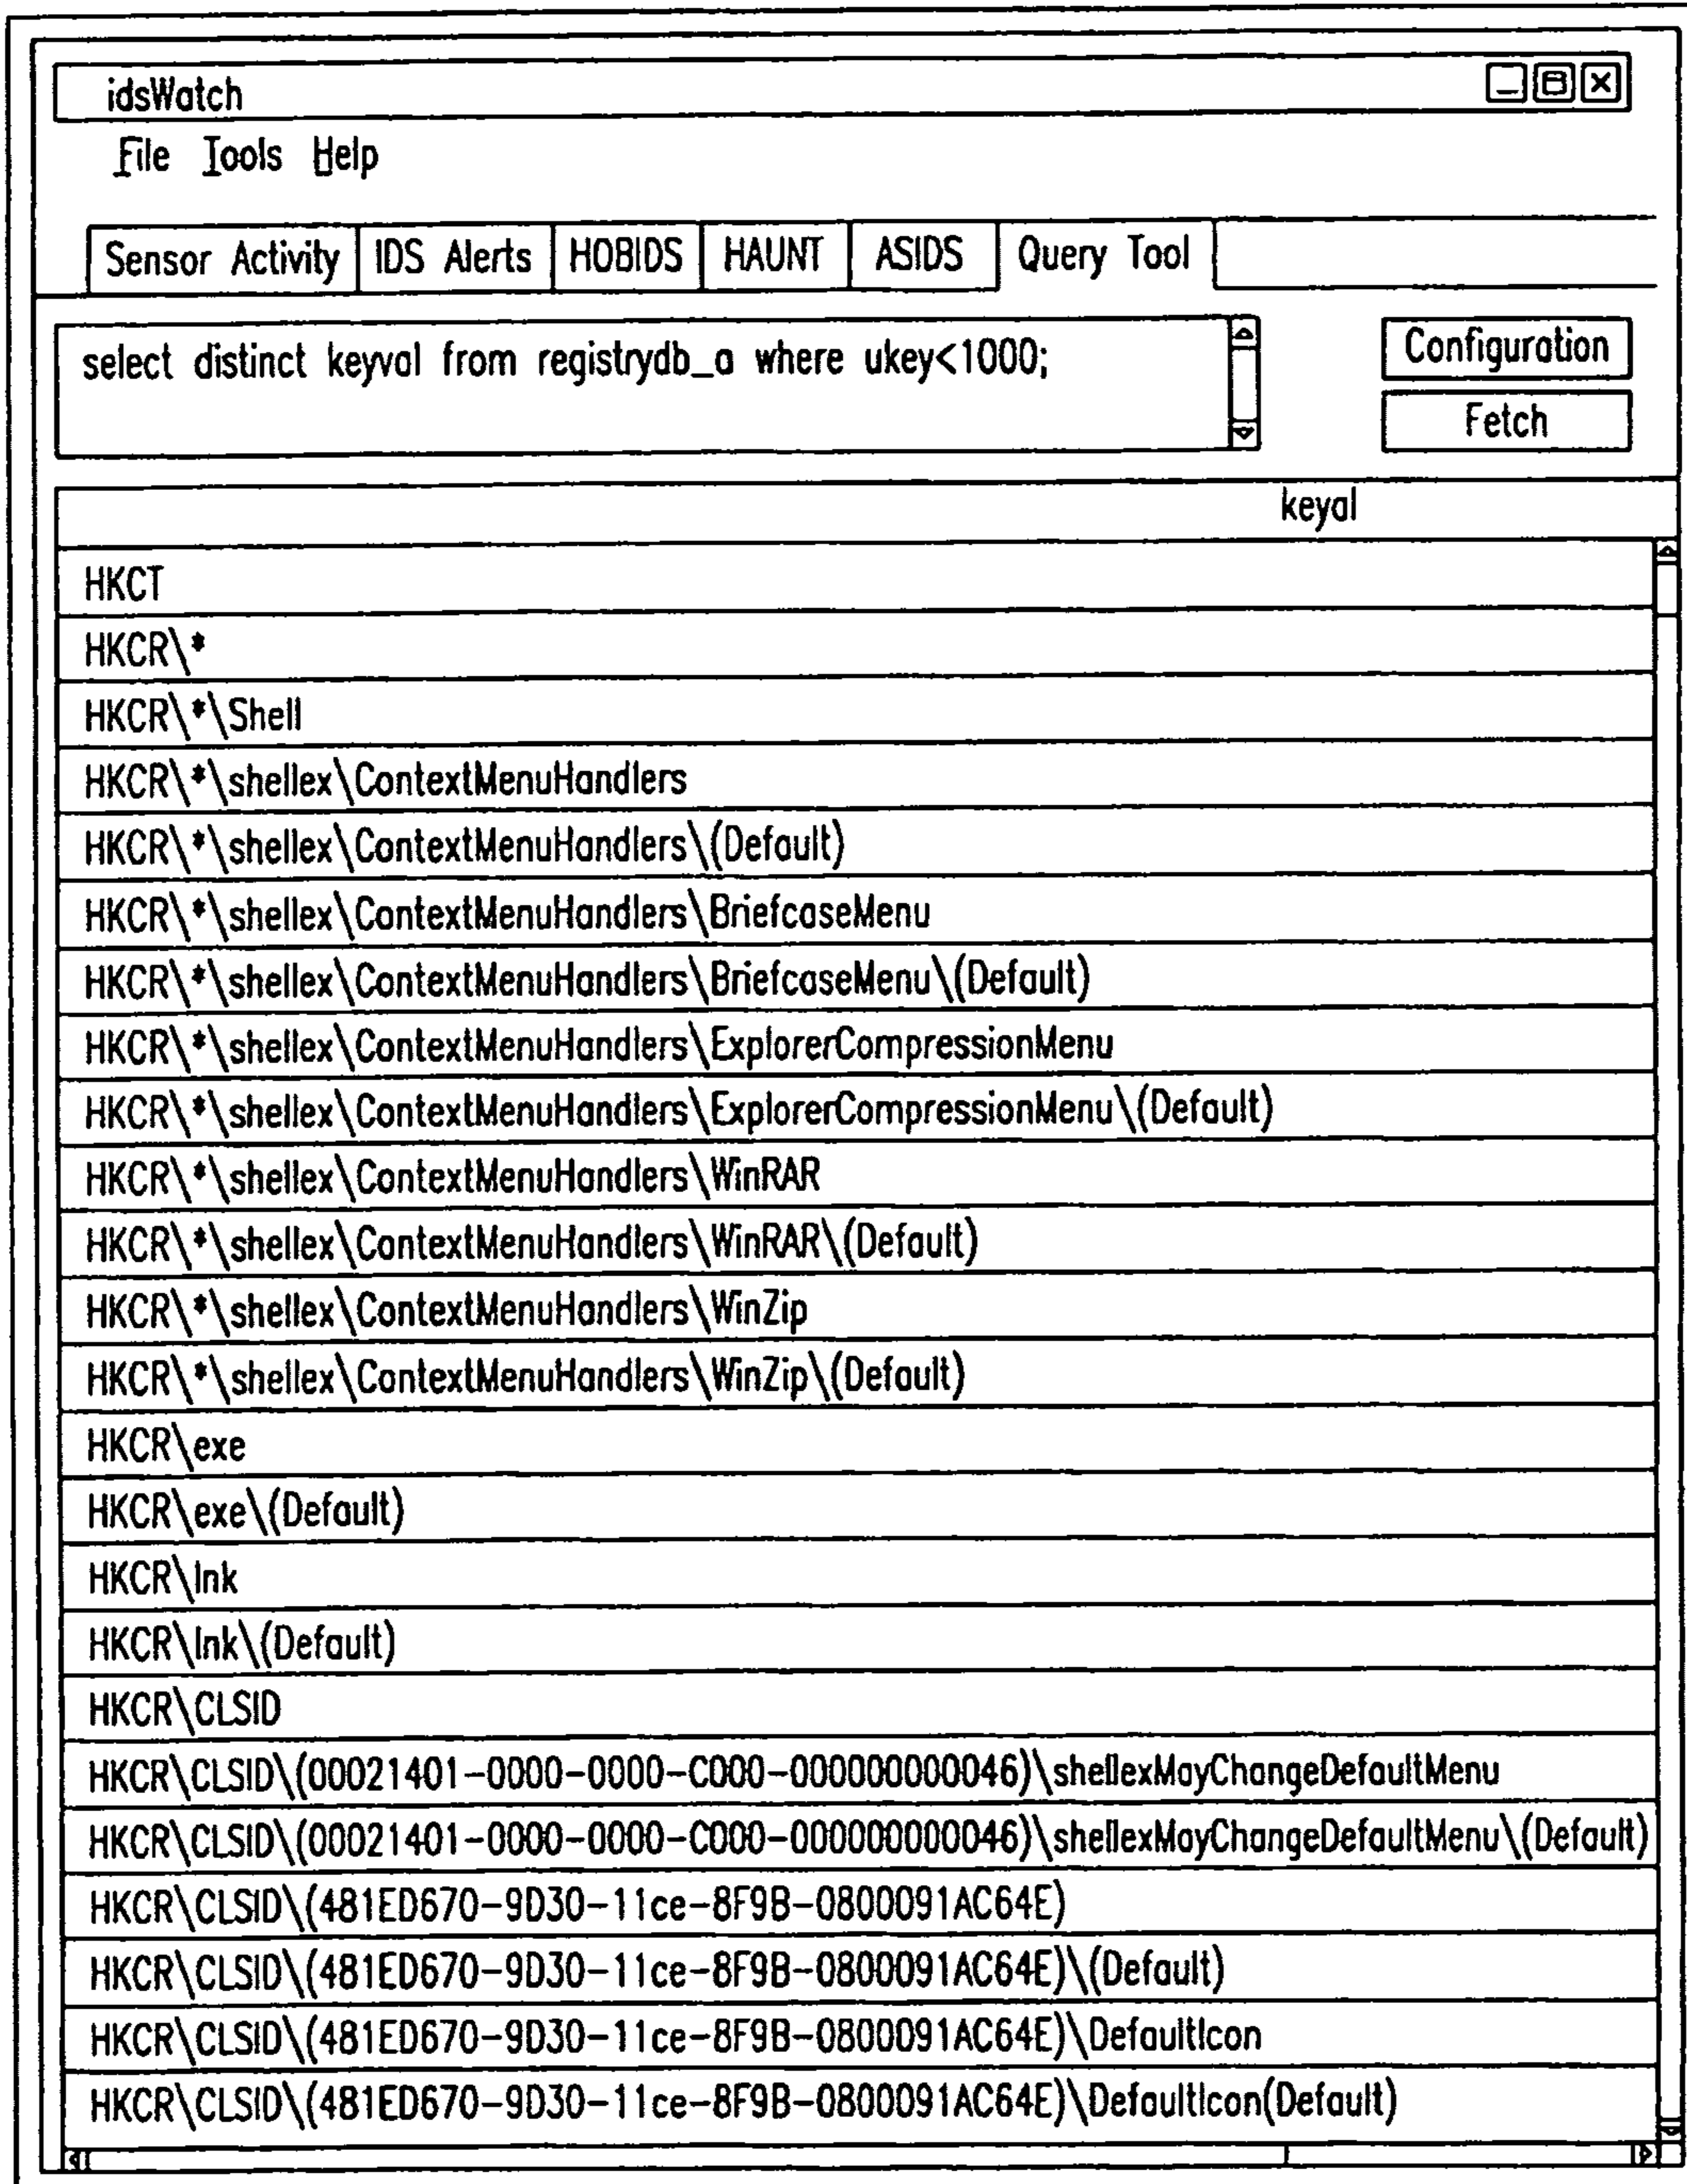 idsWatch
File Tools Help
Sensor Activity IDS Alerts HOBIDS HAUNT ASIDS Query Tool
select distinct keyval from registrydb_a where ukey<1000;
Configuration
Fetch
keyal
HKCT
HKCR\*
HKCR\*\Shell
HKCR\*\shellex\ContextMenuHandlers
HKCR\*\shellex\ContextMenuHandlers\(Default)
HKCR\*\shellex\ContextMenuHandlers\BriefcaseMenu
HKCR\*\shellex\ContextMenuHandlers\BriefcaseMenu\(Default)
HKCR\*\shellex\ContextMenuHandlers\ExplorerCompressionMenu
HKCR\*\shellex\ContextMenuHandlers\ExplorerCompressionMenu\(Default)
HKCR\*\shellex\ContextMenuHandlers\WinRAR
HKCR\*\shellex\ContextMenuHandlers\WinRAR\(Default)
HKCR\*\shellex\ContextMenuHandlers\WinZip
HKCR\*\shellex\ContextMenuHandlers\WinZip\(Default)
HKCR\exe
HKCR\exe\(Default)
HKCR\lnk
HKCR\lnk\(Default)
HKCR\CLSID
HKCR\CLSID\(00021401-0000-0000-C000-000000000046)\shellexMayChangeDefaultMenu
HKCR\CLSID\(00021401-0000-0000-C000-000000000046)\shellexMayChangeDefaultMenu\(Default)
HKCR\CLSID\(481ED670-9D30-11ce-8F9B-0800091AC64E)
HKCR\CLSID\(481ED670-9D30-11ce-8F9B-0800091AC64E)\(Default)
HKCR\CLSID\(481ED670-9D30-11ce-8F9B-0800091AC64E)\DefaultIcon
HKCR\CLSID\(481ED670-9D30-11ce-8F9B-0800091AC64E)\DefaultIcon(Default)